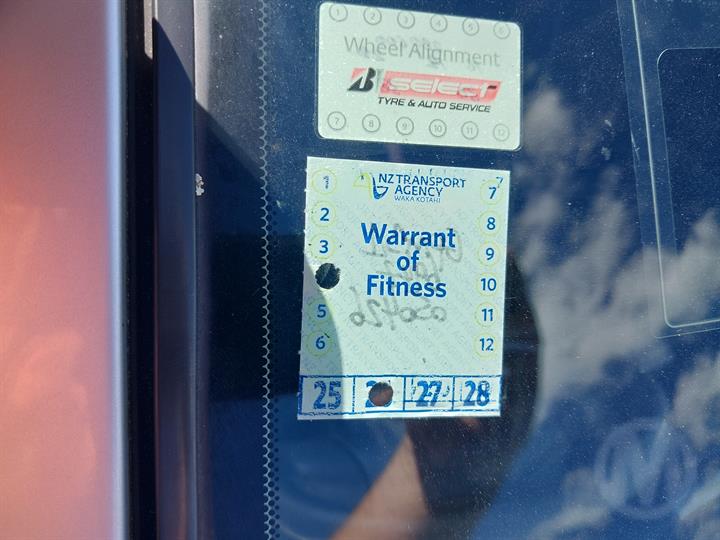 1 2 3 4 5 6
Wheel Alignment
B select
TYRE & AUTO SERVICE
7 8 9 10 11 12
1 NZ TRANSPORT 7
AGENCY
WAKA KOTAHI
2 8
Warrant
3 9
of
10
Fitness
5 11
6 12
25 2 27 28
M